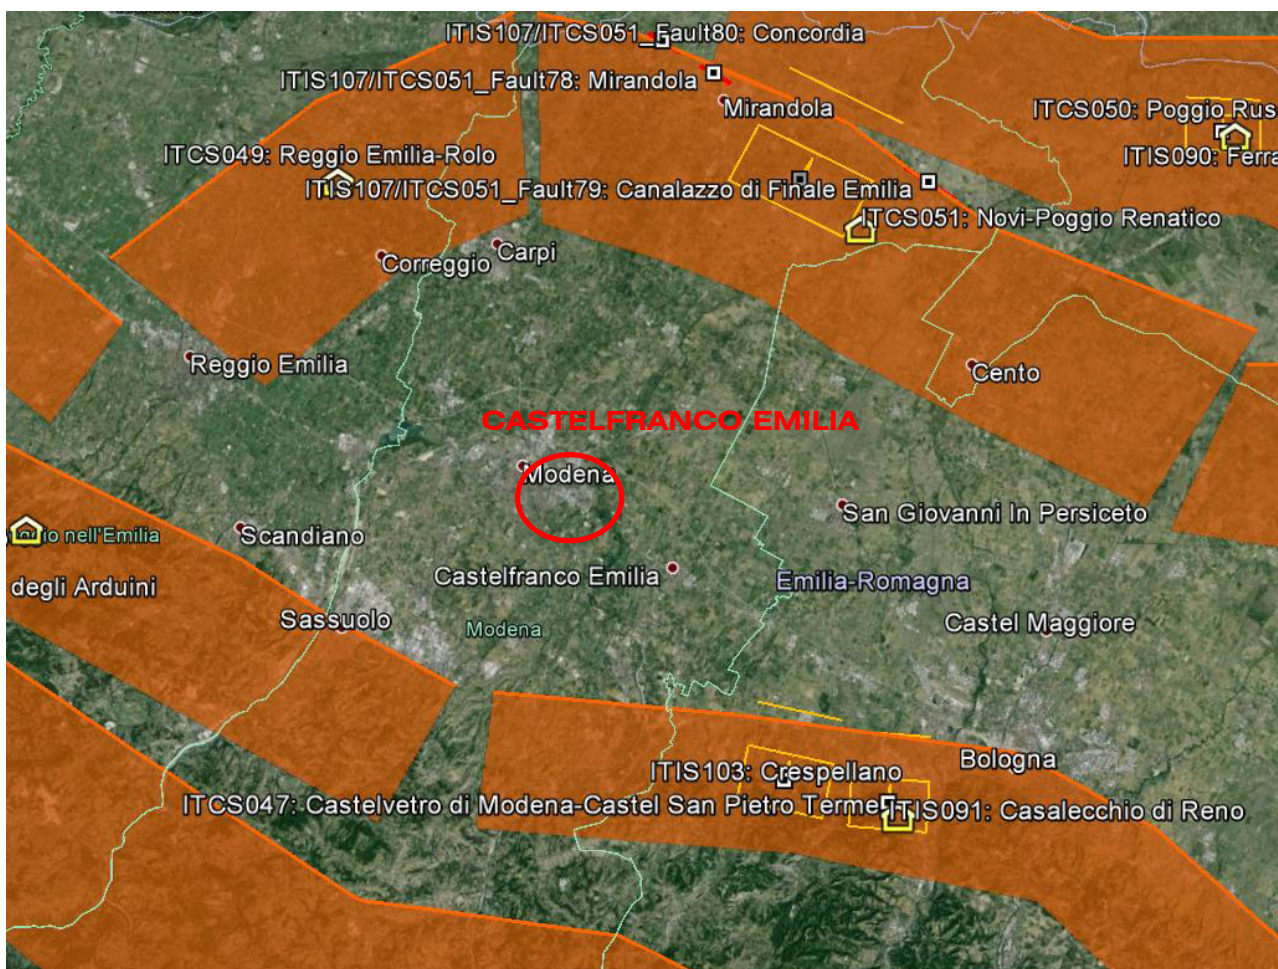 ITIS107/ITCS051_Fault80: Concordia
ITIS107/ITCS051_Fault78: Mirandola
Mirandola
ITCS050: Poggio Rus
ITCS049: Reggio Emilia-Rolo
ITIS090: Ferra
ITIS107/ITCS051_Fault79: Canalazzo di Finale Emilia
ITCS051: Novi-Poggio Renatico
Carpi
Correggio
Reggio Emilia
Cento
CASTELFRANCO EMILIA
Modena
San Giovanni In Persiceto
Scandiano
io nell'Emilia
Castelfranco Emilia
Emilia-Romagna
degli Arduini
Sassuolo
Modena
Castel Maggiore
Bologna
ITIS103: Crespellano
ITCS047: Castelvetro di Modena-Castel San Pietro Terme
ITIS091: Casalecchio di Reno